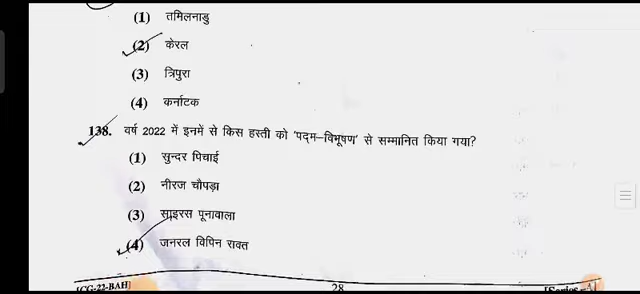 (1) तमिलनाडु
(2) केरल
(3) त्रिपुरा
(4) कर्नाटक
138. वर्ष 2022 में इनमें से किस हस्ती को 'पद्म–विभूषण' से सम्मानित किया गया?
(1) सुन्दर पिचाई
(2) नीरज चौपड़ा
(3) साइरस पूनावाला
(4) जनरल विपिन रावत
[CG-22-BAH] 28 [Series-A]